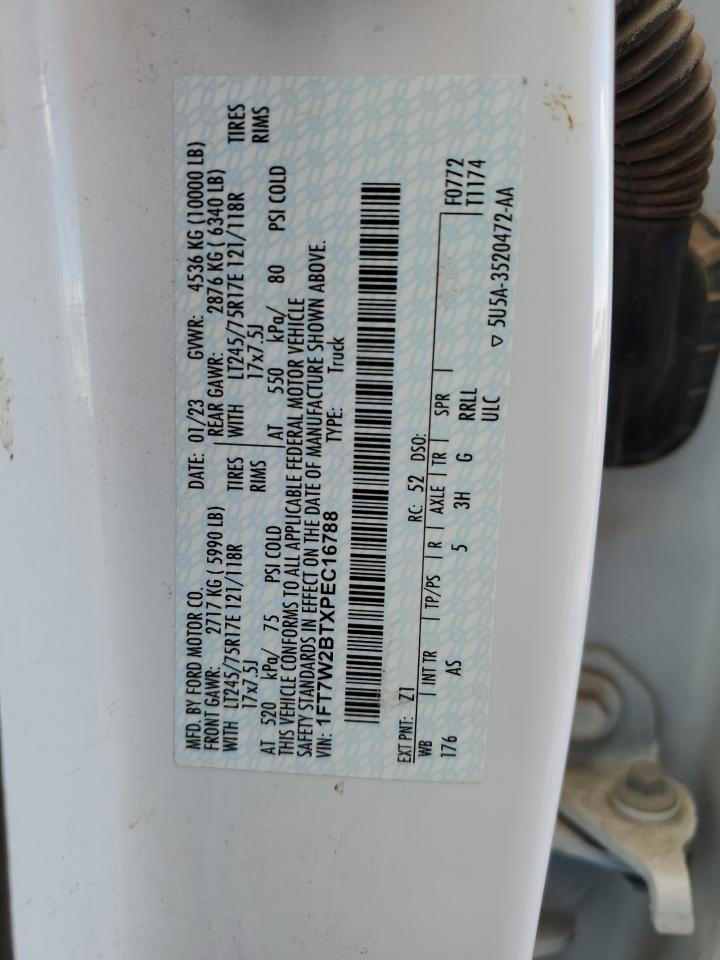 MFD. BY FORD MOTOR CO.
DATE: 01/23 GVWR: 4536 KG (10000 LB)
FRONT GAWR: 2717 KG ( 5990 LB) REAR GAWR: 2876 KG ( 6340 LB)
WITH LT245/75R17E 121/118R TIRES WITH LT245/75R17E 121/118R TIRES
17x7.5J RIMS 17x7.5J RIMS
AT 520 kPa/ 75 PSI COLD AT 550 kPa/ 80 PSI COLD
THIS VEHICLE CONFORMS TO ALL APPLICABLE FEDERAL MOTOR VEHICLE
SAFETY STANDARDS IN EFFECT ON THE DATE OF MANUFACTURE SHOWN ABOVE.
VIN: 1FT7W2BTXPEC16788 TYPE: Truck
EXT PNT: Z1 RC: 52 DSO: F0772
WB INT TR TP/PS R AXLE TR SPR T1174
176 AS 5 3H G RRLL
ULC
▽ 5U5A-3520472-AA